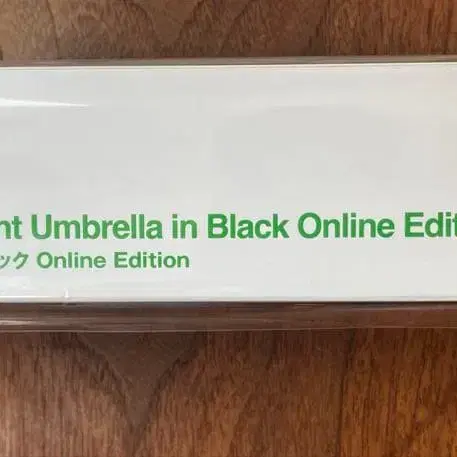 nt Umbrella in Black Online Edit
ック Online Edition